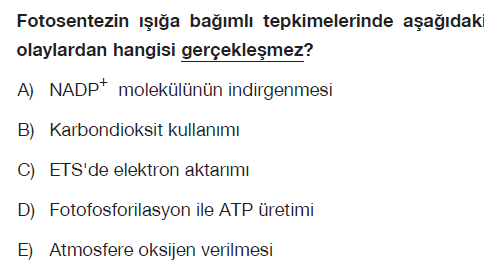 Fotosentezin ışığa bağımlı tepkimelerinde aşağıdaki
olaylardan hangisi gerçekleşmez?
A) NADP⁺ molekülünün indirgenmesi
B) Karbondioksit kullanımı
C) ETS'de elektron aktarımı
D) Fotofosforilasyon ile ATP üretimi
E) Atmosfere oksijen verilmesi